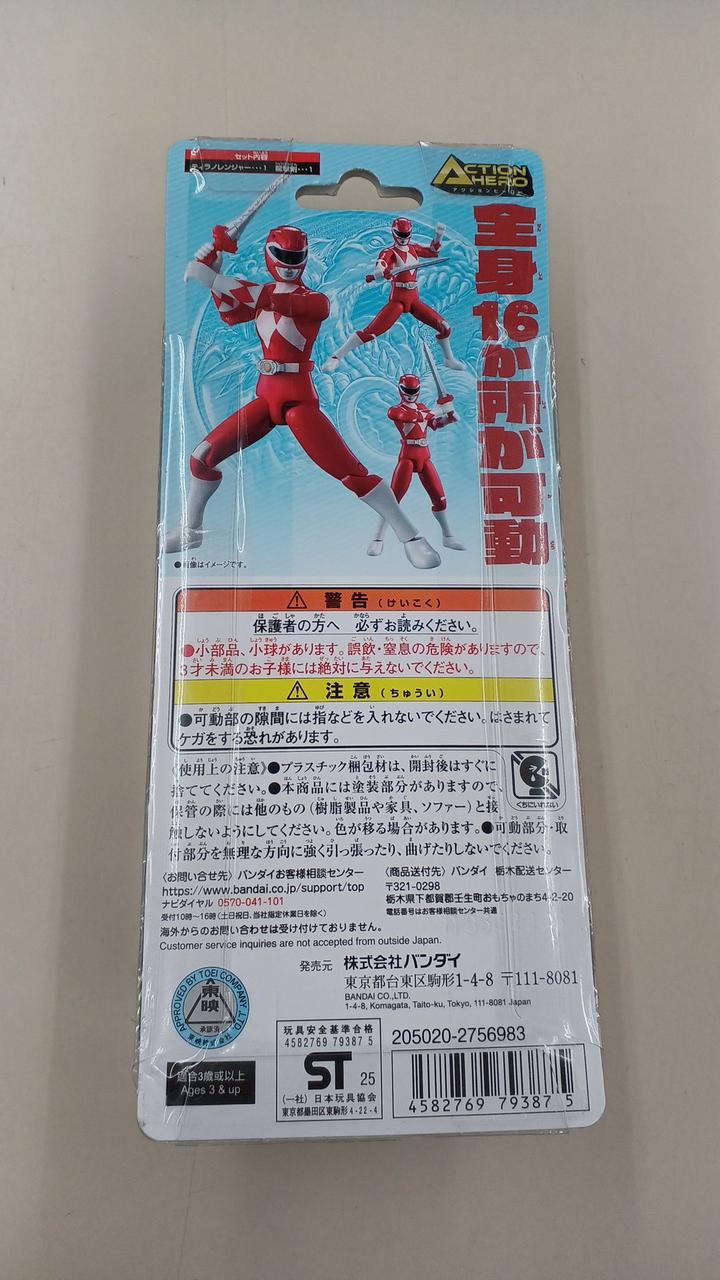 セット内容
ティラノレンジャー・・・1 龍撃剣・・・1
ACTION
HERO
アクションヒーロー
全身16か所が可動
●画像はイメージです。
⚠ 警告（けいこく）
保護者の方へ 必ずお読みください。
●小部品、小球があります。誤飲・窒息の危険がありますので、
3才未満のお子様には絶対に与えないでください。
⚠ 注意（ちゅうい）
●可動部の隙間には指などを入れないでください。はさまれて
ケガをする恐れがあります。
《使用上の注意》●プラスチック梱包材は、開封後はすぐに
捨ててください。●本商品には塗装部分がありますので、
保管の際には他のもの（樹脂製品や家具、ソファー）と接
触しないようにしてください。色が移る場合があります。●可動部分・取
付部分を無理な方向に強く引っ張ったり、曲げたりしないでください。
くちにいれない
〈お問い合せ先〉バンダイお客様相談センター
https://www.bandai.co.jp/support/top
ナビダイヤル 0570-041-101
受付10時～16時（土日祝日、当社指定休業日を除く）
〈商品送付先〉バンダイ 栃木配送センター
〒321-0298
栃木県下都賀郡壬生町おもちゃのまち4-2-20
電話番号はお客様相談センター共通
海外からのお問い合わせは受け付けておりません。
Customer service inquiries are not accepted from outside Japan.
発売元 株式会社バンダイ
東京都台東区駒形1-4-8 〒111-8081
BANDAI CO.,LTD.
1-4-8, Komagata, Taito-ku, Tokyo, 111-8081 Japan
APPROVED BY TOEI COMPANY, LTD.
東映
承認済
東映株式会社
適合3歳或以上
Ages 3 & up
玩具安全基準合格
4582769 79387 5
ST 25
（一社）日本玩具協会
東京都墨田区東駒形4-22-4
205020-2756983
4582769 79387 5